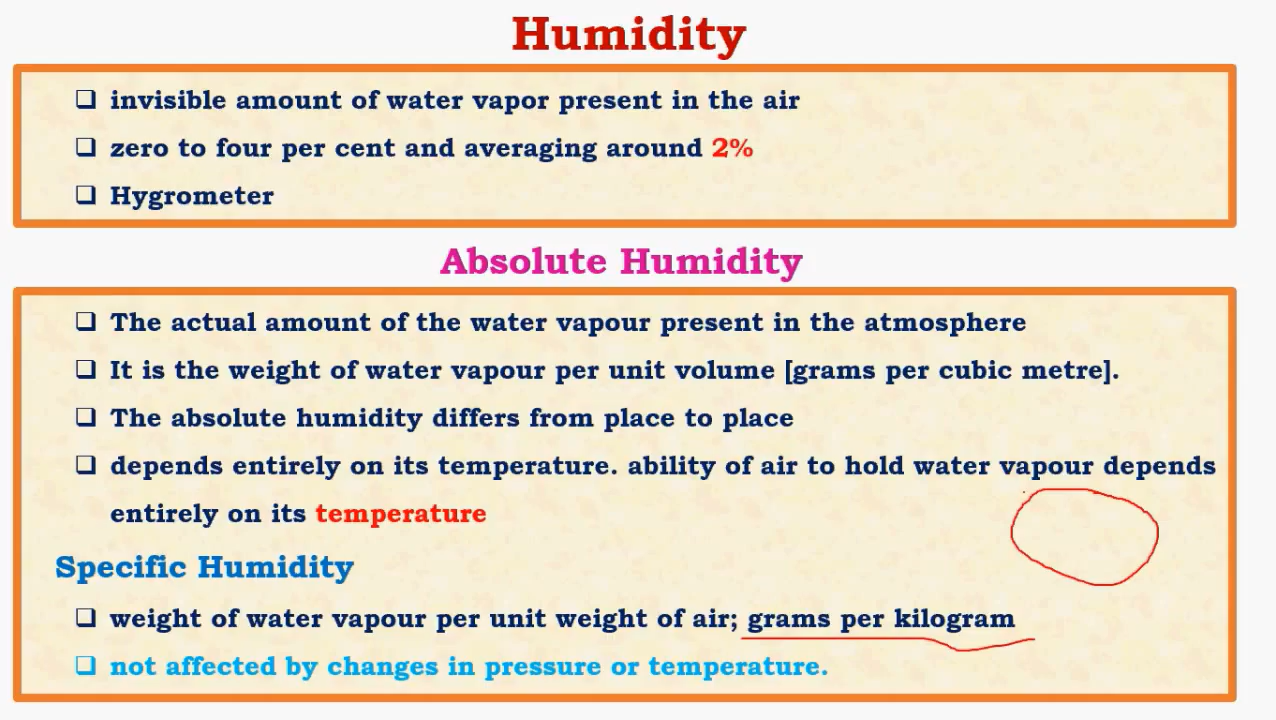 Humidity
❑ invisible amount of water vapor present in the air
❑ zero to four per cent and averaging around 2%
❑ Hygrometer
Absolute Humidity
❑ The actual amount of the water vapour present in the atmosphere
❑ It is the weight of water vapour per unit volume [grams per cubic metre].
❑ The absolute humidity differs from place to place
❑ depends entirely on its temperature. ability of air to hold water vapour depends
entirely on its temperature
Specific Humidity
❑ weight of water vapour per unit weight of air; grams per kilogram
❑ not affected by changes in pressure or temperature.